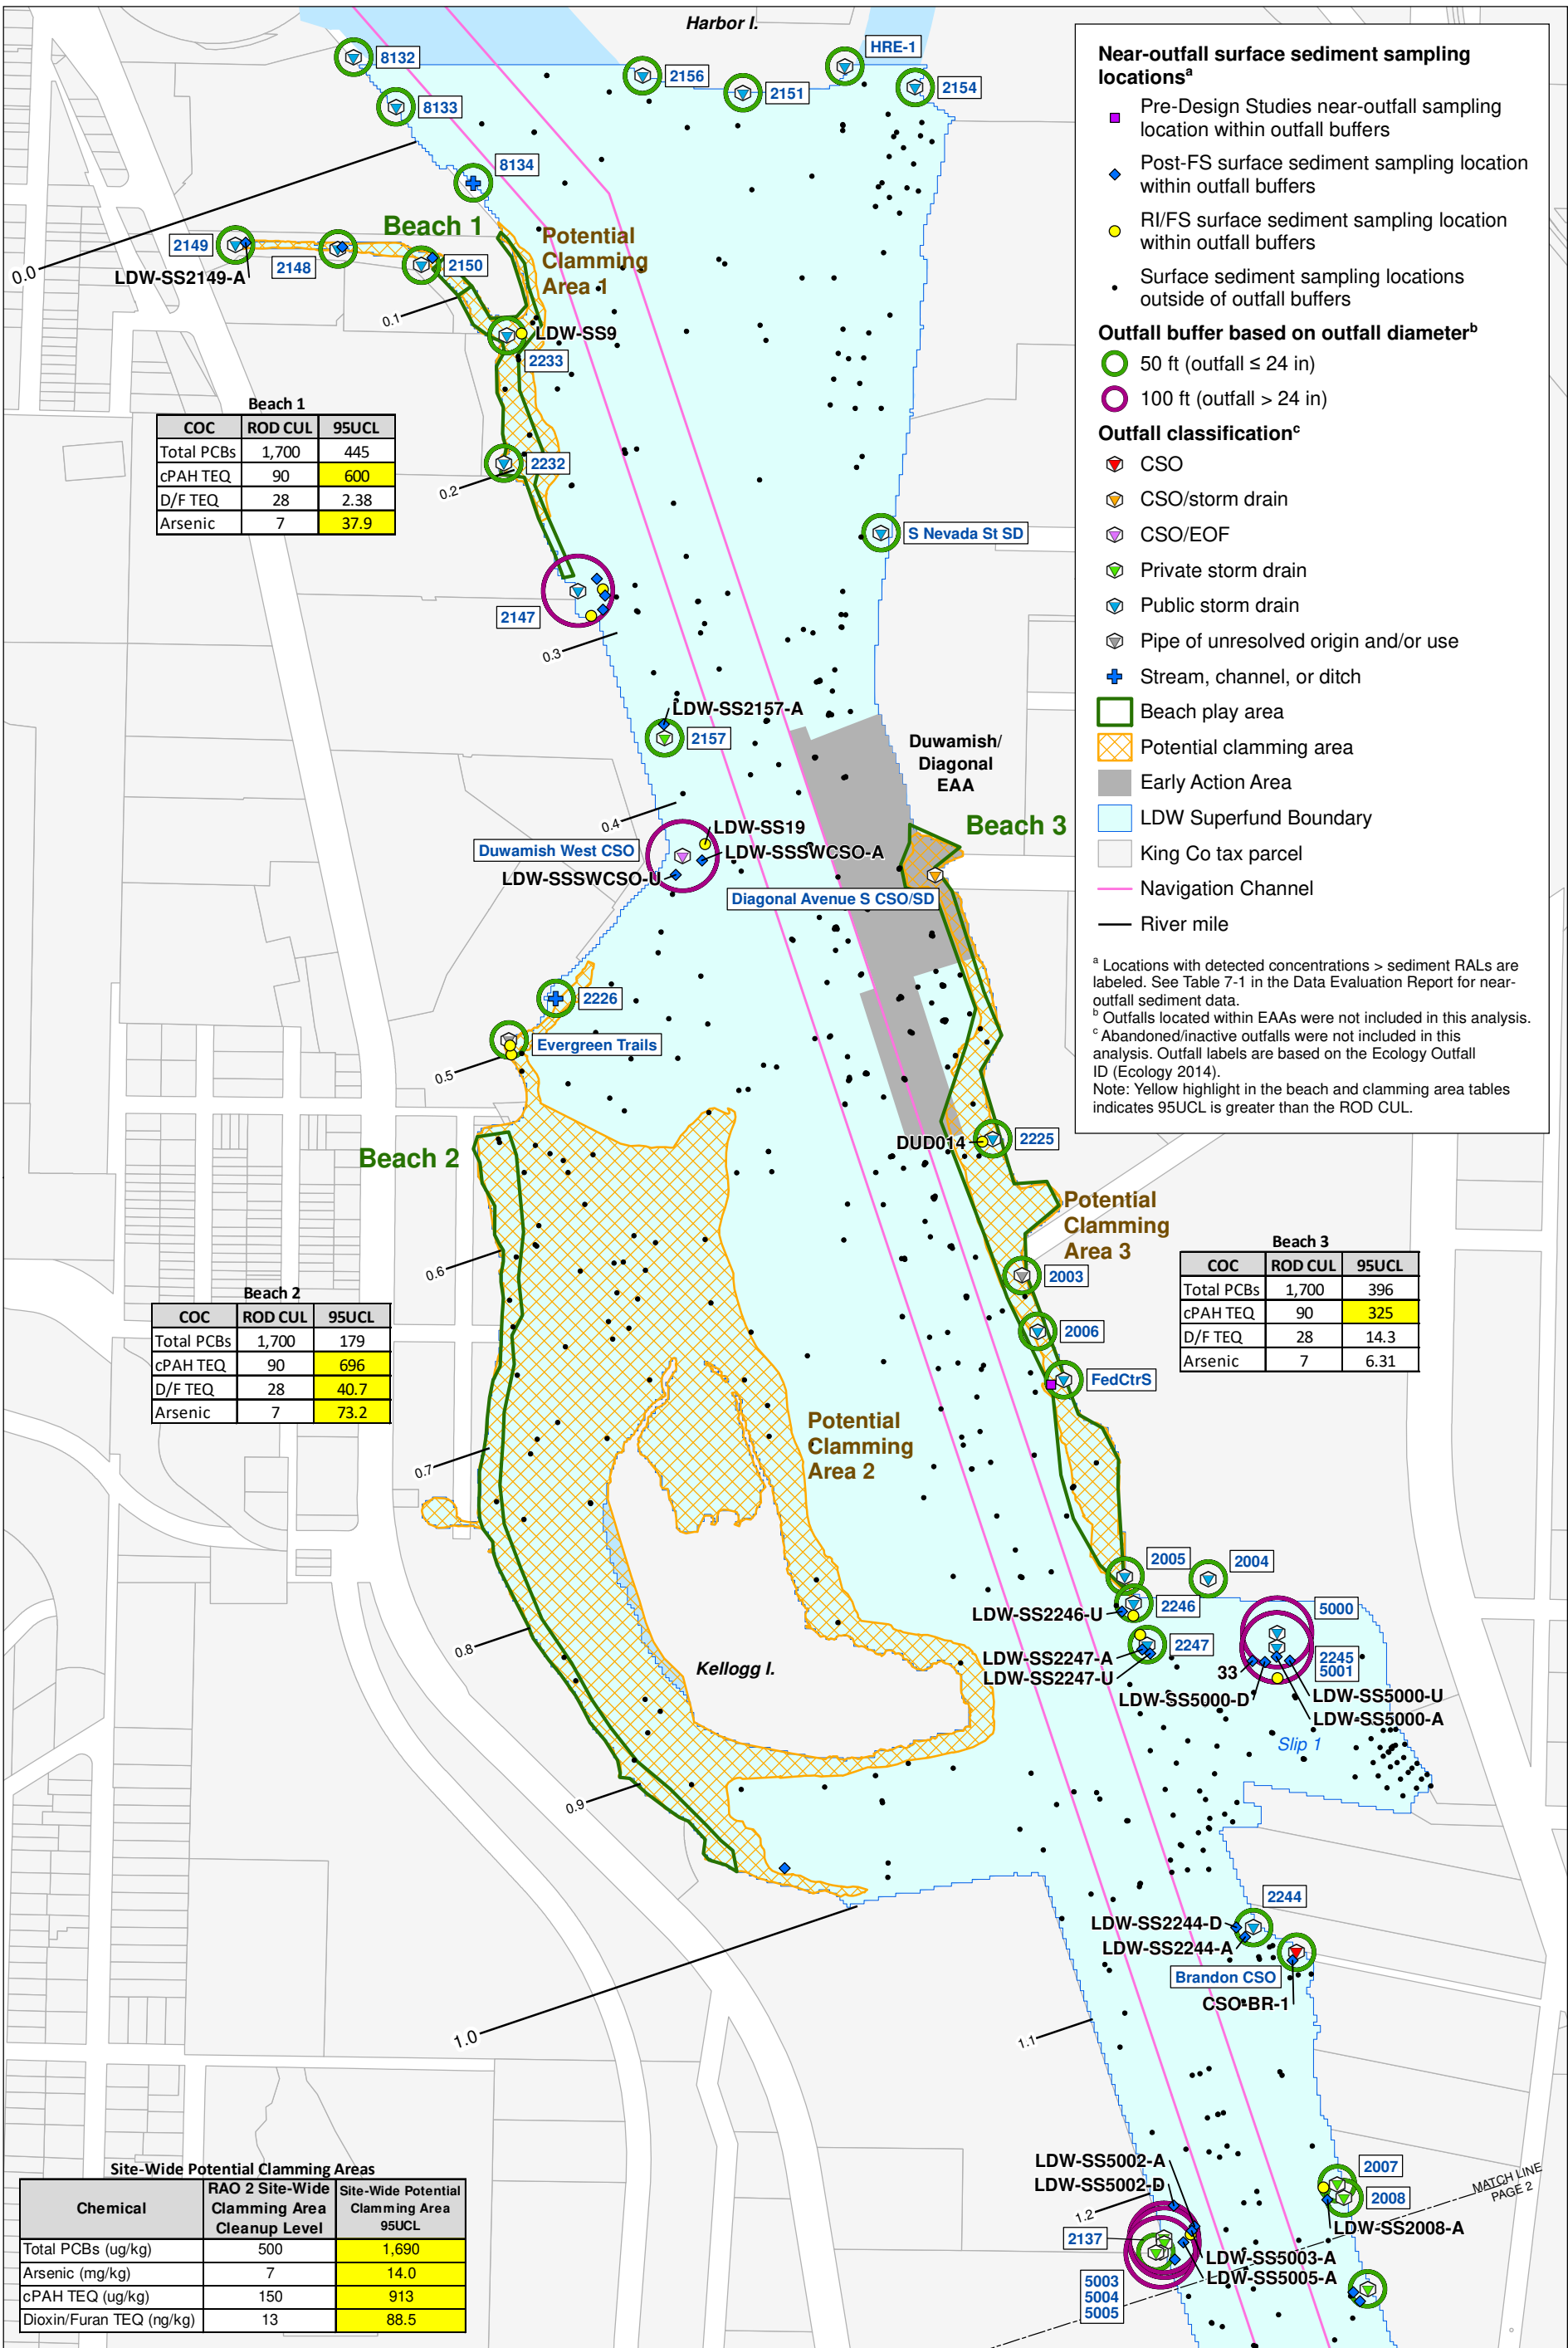 Harbor I.
8132
8133
2156
2151
HRE-1
2154
8134
0.0
2149
2148
LDW-SS2149-A
Beach 1
2150
Potential
Clamming
Area 1
0.1
LDW-SS9
2233
Beach 1
COC ROD CUL 95UCL
Total PCBs 1,700 445
cPAH TEQ 90 600
D/F TEQ 28 2.38
Arsenic 7 37.9
2232
0.2
S Nevada St SD
2147
0.3
LDW-SS2157-A
2157
Duwamish/
Diagonal
EAA
0.4
Duwamish West CSO
LDW-SS19
LDW-SSSWCSO-A
LDW-SSSWCSO-U
Beach 3
Diagonal Avenue S CSO/SD
2226
Evergreen Trails
0.5
Beach 2
DUD014
2225
Potential
Clamming
Area 3
2003
2006
FedCtrS
0.6
Beach 2
COC ROD CUL 95UCL
Total PCBs 1,700 179
cPAH TEQ 90 696
D/F TEQ 28 40.7
Arsenic 7 73.2
Beach 3
COC ROD CUL 95UCL
Total PCBs 1,700 396
cPAH TEQ 90 325
D/F TEQ 28 14.3
Arsenic 7 6.31
Potential
Clamming
Area 2
0.7
0.8
Kellogg I.
2005
2004
2246
LDW-SS2246-U
2247
LDW-SS2247-A
LDW-SS2247-U
5000
2245
5001
33
LDW-SS5000-D
LDW-SS5000-U
LDW-SS5000-A
Slip 1
0.9
1.0
2244
LDW-SS2244-D
LDW-SS2244-A
Brandon CSO
CSO-BR-1
1.1
LDW-SS5002-A
LDW-SS5002-D
1.2
2137
5003
5004
5005
LDW-SS5003-A
LDW-SS5005-A
2007
2008
LDW-SS2008-A
MATCH LINE
PAGE 2
Site-Wide Potential Clamming Areas
Chemical RAO 2 Site-Wide Clamming Area Cleanup Level Site-Wide Potential Clamming Area 95UCL
Total PCBs (ug/kg) 500 1,690
Arsenic (mg/kg) 7 14.0
cPAH TEQ (ug/kg) 150 913
Dioxin/Furan TEQ (ng/kg) 13 88.5
Near-outfall surface sediment sampling
locationsa
Pre-Design Studies near-outfall sampling
location within outfall buffers
Post-FS surface sediment sampling location
within outfall buffers
RI/FS surface sediment sampling location
within outfall buffers
Surface sediment sampling locations
outside of outfall buffers
Outfall buffer based on outfall diameterb
50 ft (outfall ≤ 24 in)
100 ft (outfall > 24 in)
Outfall classificationc
CSO
CSO/storm drain
CSO/EOF
Private storm drain
Public storm drain
Pipe of unresolved origin and/or use
Stream, channel, or ditch
Beach play area
Potential clamming area
Early Action Area
LDW Superfund Boundary
King Co tax parcel
Navigation Channel
River mile
a Locations with detected concentrations > sediment RALs are
labeled. See Table 7-1 in the Data Evaluation Report for near-
outfall sediment data.
b Outfalls located within EAAs were not included in this analysis.
c Abandoned/inactive outfalls were not included in this
analysis. Outfall labels are based on the Ecology Outfall
ID (Ecology 2014).
Note: Yellow highlight in the beach and clamming area tables
indicates 95UCL is greater than the ROD CUL.